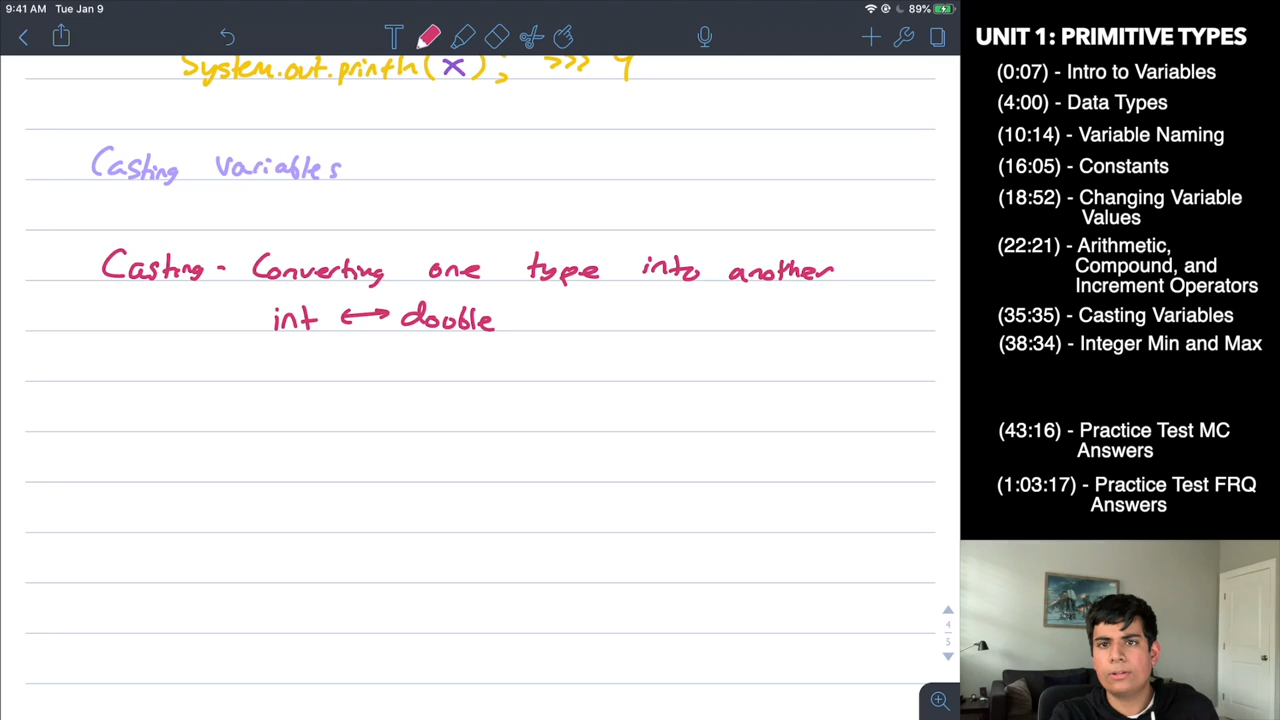 9:41 AM Tue Jan 9
89%
System.out.println(x); >>> 9
Casting Variables
Casting - Converting one type into another
int ↔ double
4
5
UNIT 1: PRIMITIVE TYPES
(0:07) - Intro to Variables
(4:00) - Data Types
(10:14) - Variable Naming
(16:05) - Constants
(18:52) - Changing Variable
Values
(22:21) - Arithmetic,
Compound, and
Increment Operators
(35:35) - Casting Variables
(38:34) - Integer Min and Max
(43:16) - Practice Test MC
Answers
(1:03:17) - Practice Test FRQ
Answers